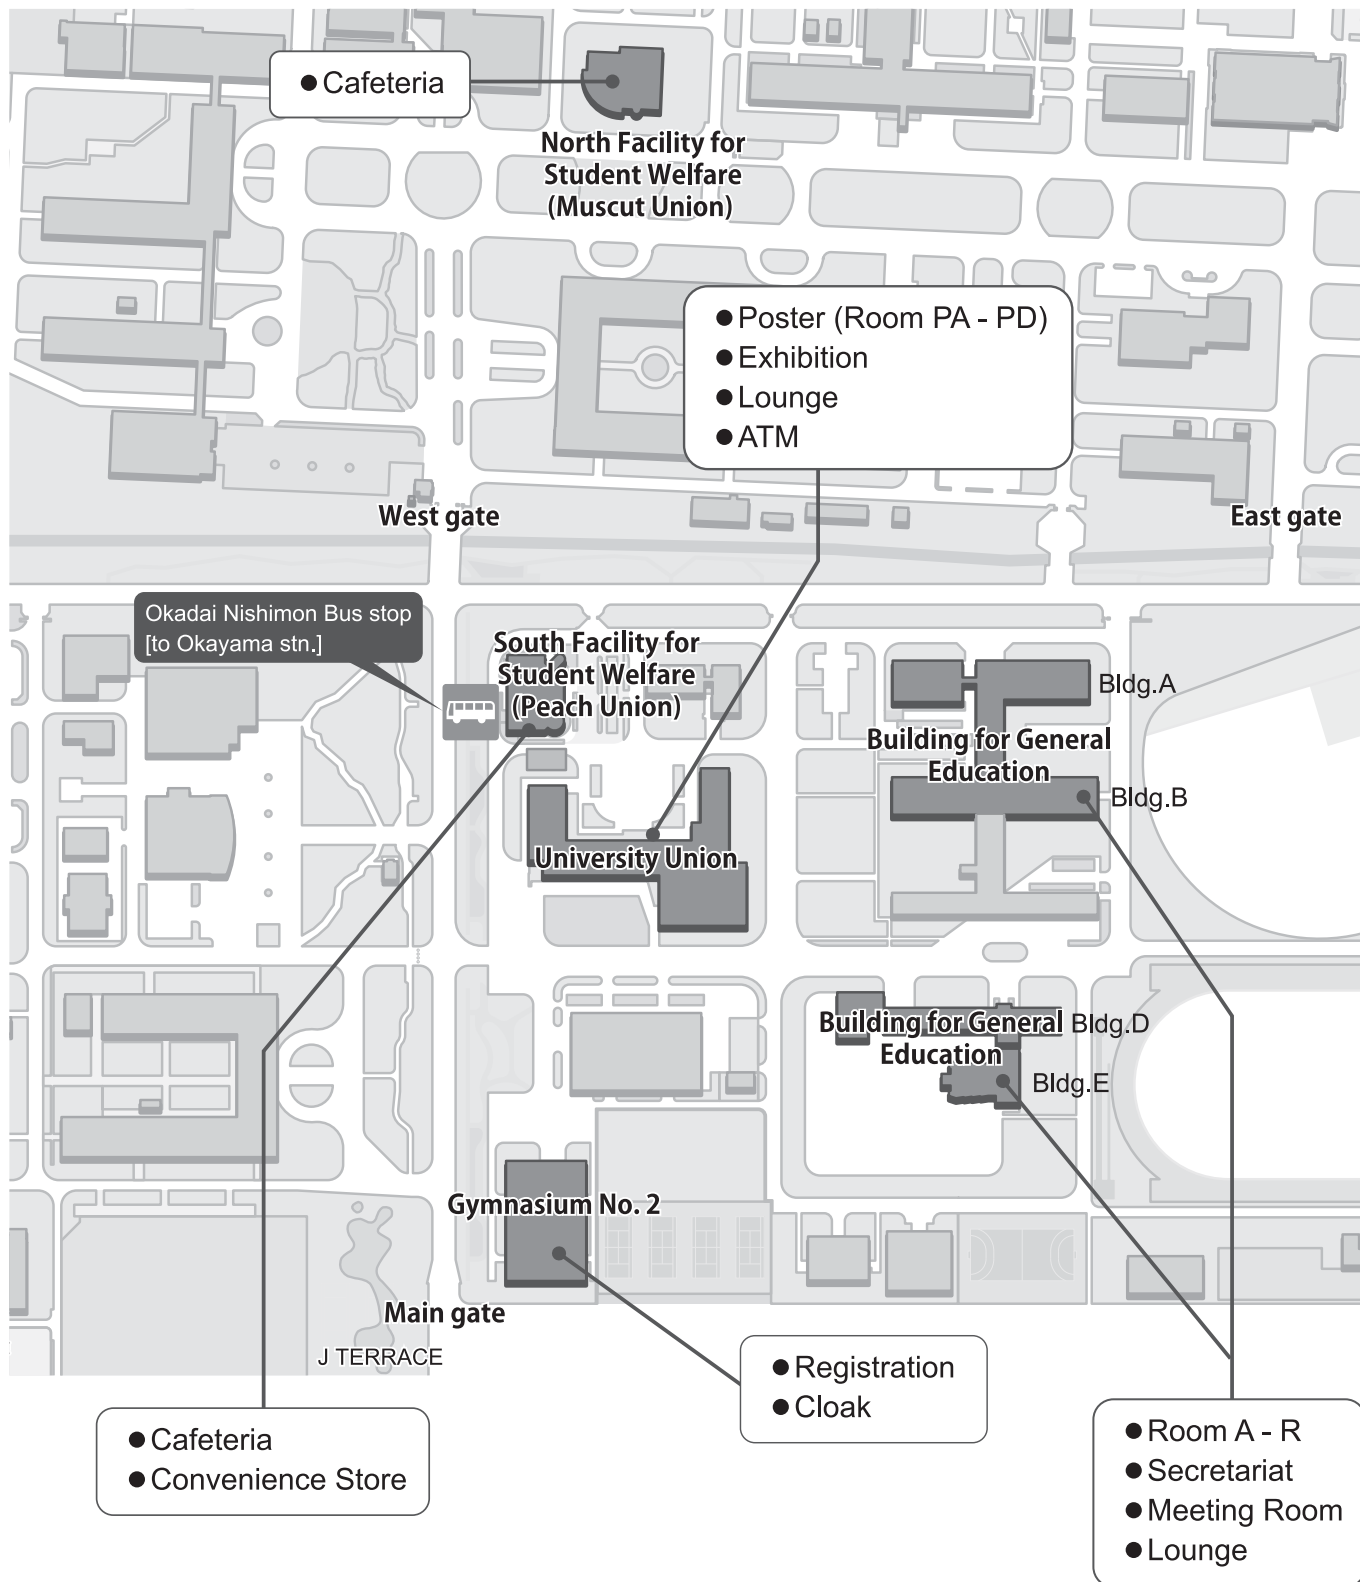 ● Cafeteria
North Facility for
Student Welfare
(Muscut Union)
● Poster (Room PA - PD)
● Exhibition
● Lounge
● ATM
West gate
East gate
Okadai Nishimon Bus stop
[to Okayama stn.]
South Facility for
Student Welfare
(Peach Union)
Bldg.A
Building for General
Education
Bldg.B
University Union
Building for General
Education
Bldg.D
Bldg.E
Gymnasium No. 2
Main gate
J TERRACE
● Registration
● Cloak
● Cafeteria
● Convenience Store
● Room A - R
● Secretariat
● Meeting Room
● Lounge